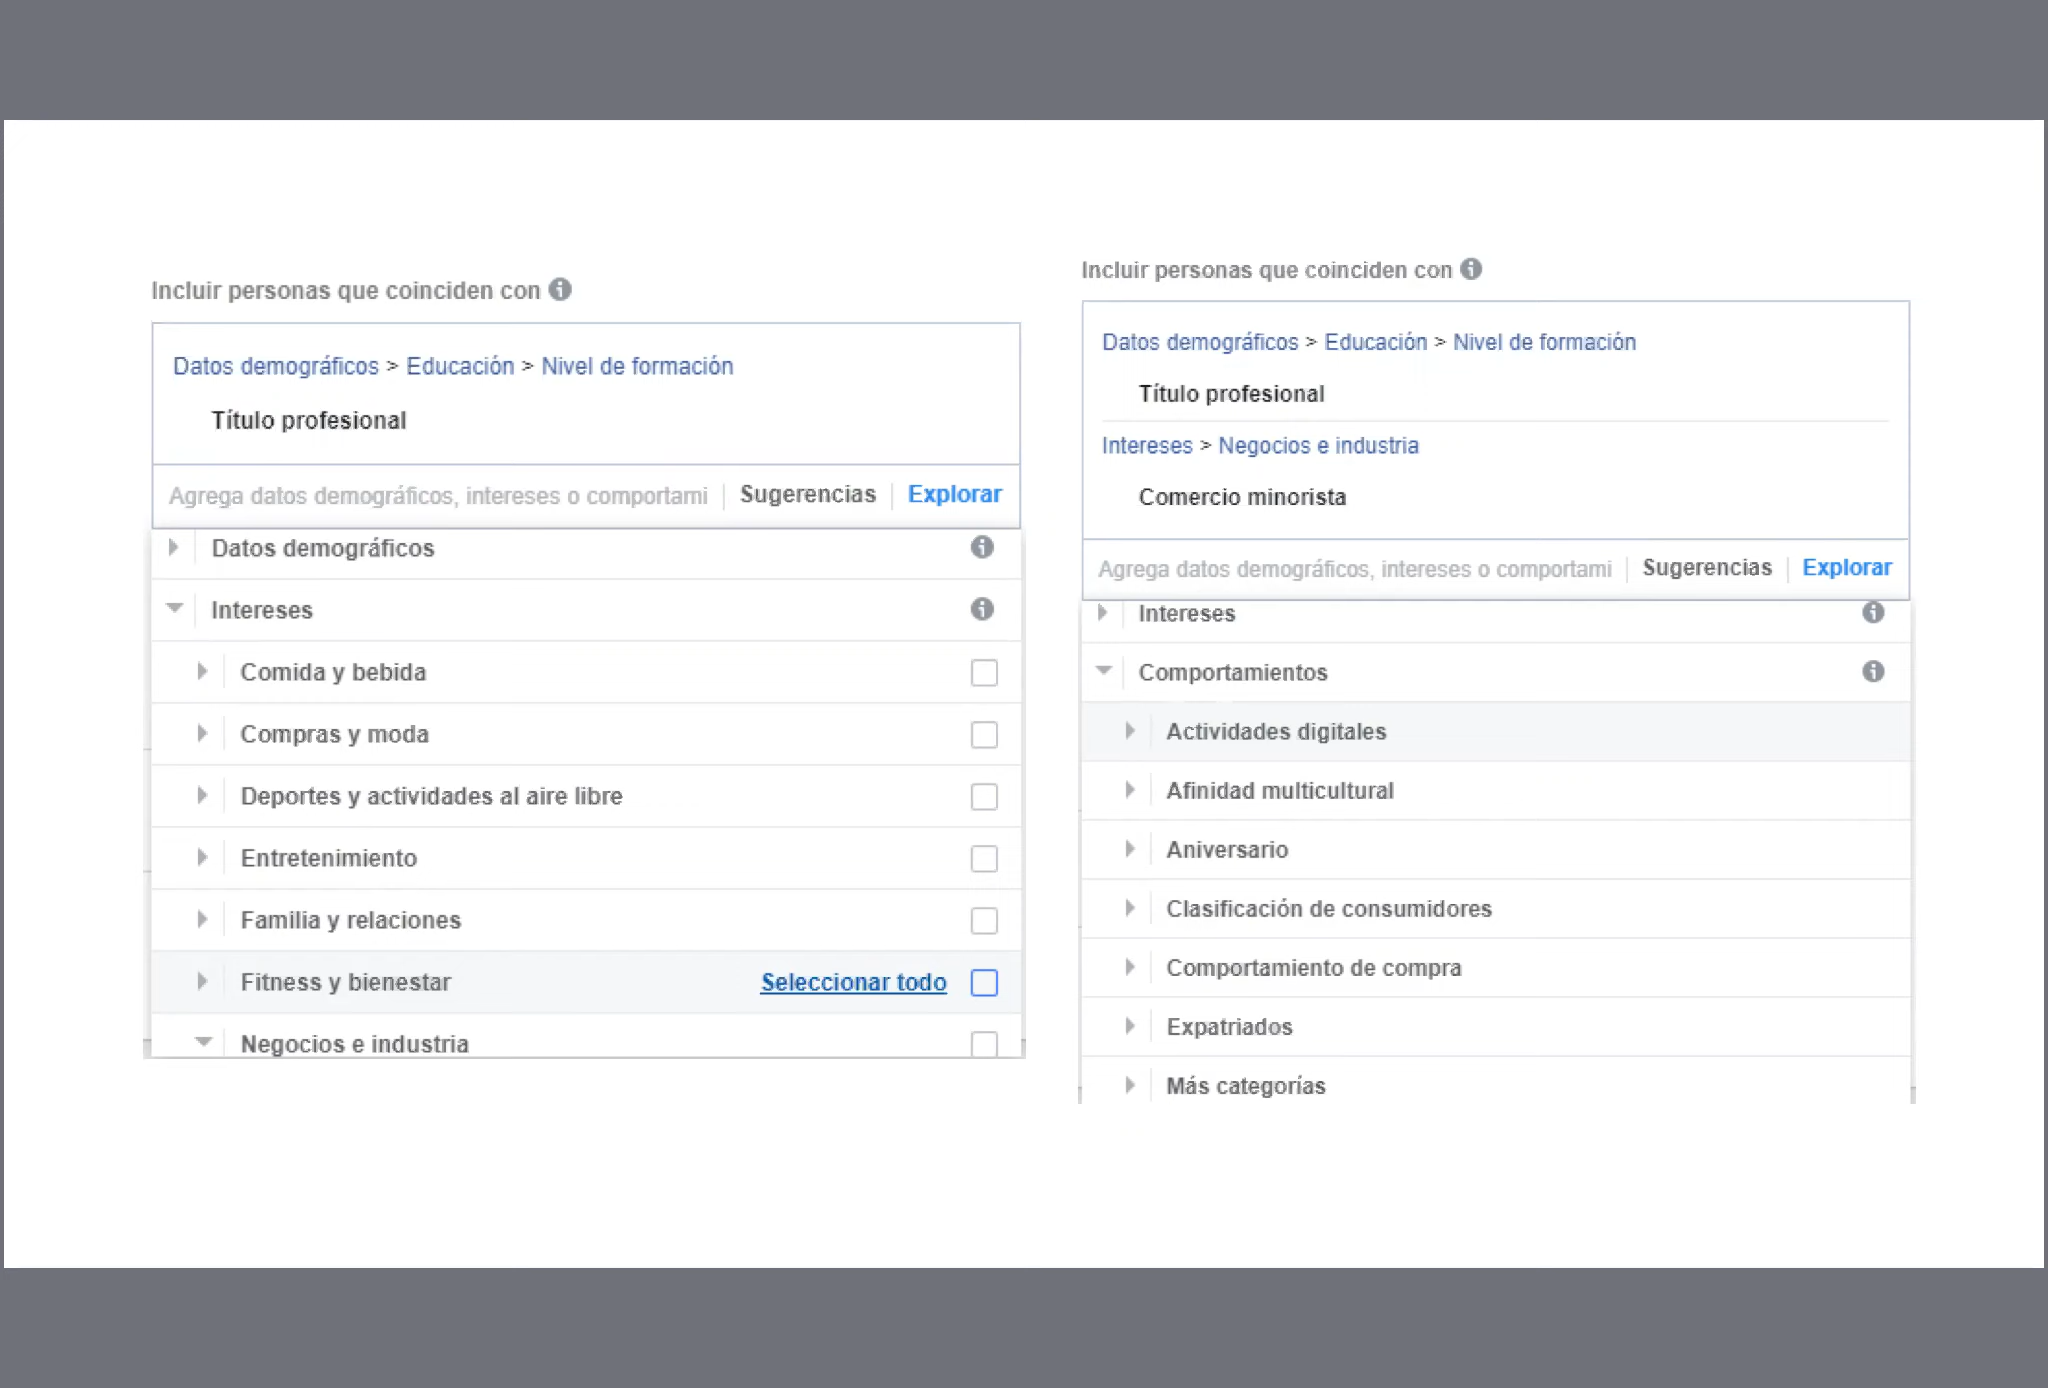 Incluir personas que coinciden con
Datos demográficos > Educación > Nivel de formación
Título profesional
Agrega datos demográficos, intereses o comportami
Sugerencias
Explorar
Datos demográficos
Intereses
Comida y bebida
Compras y moda
Deportes y actividades al aire libre
Entretenimiento
Familia y relaciones
Fitness y bienestar
Seleccionar todo
Negocios e industria
Incluir personas que coinciden con
Datos demográficos > Educación > Nivel de formación
Título profesional
Intereses > Negocios e industria
Comercio minorista
Agrega datos demográficos, intereses o comportami
Sugerencias
Explorar
Intereses
Comportamientos
Actividades digitales
Afinidad multicultural
Aniversario
Clasificación de consumidores
Comportamiento de compra
Expatriados
Más categorías